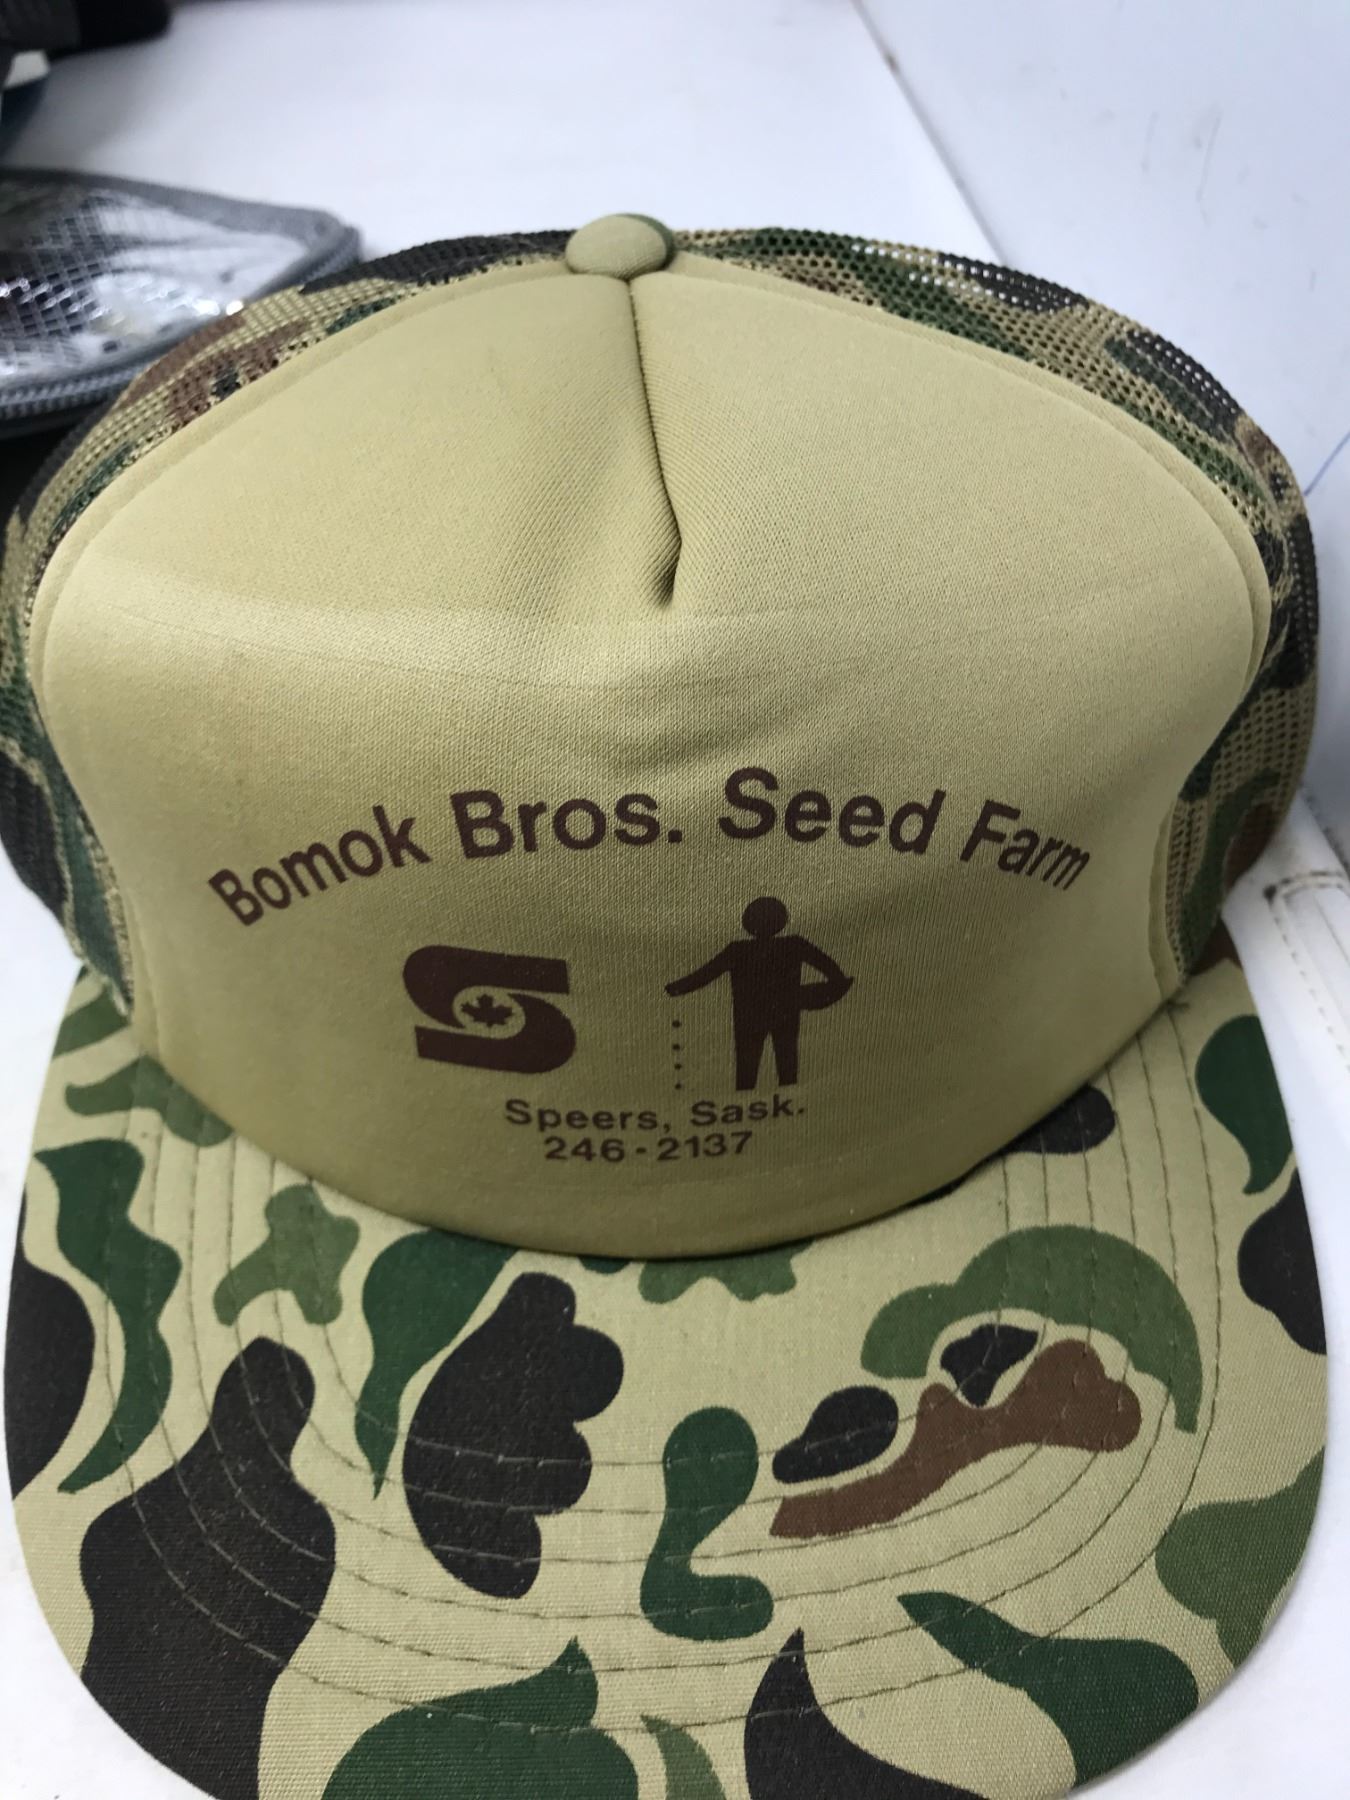 Bomok Bros. Seed Farm
Speers, Sask.
246-2137